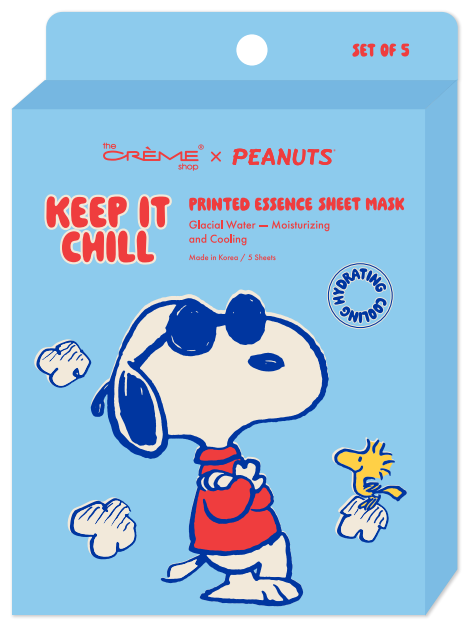 SET OF 5
the
CRÈME®
shop
× PEANUTS
KEEP IT
CHILL
PRINTED ESSENCE SHEET MASK
Glacial Water — Moisturizing
and Cooling
Made in Korea / 5 Sheets
HYDRATING
COOLING